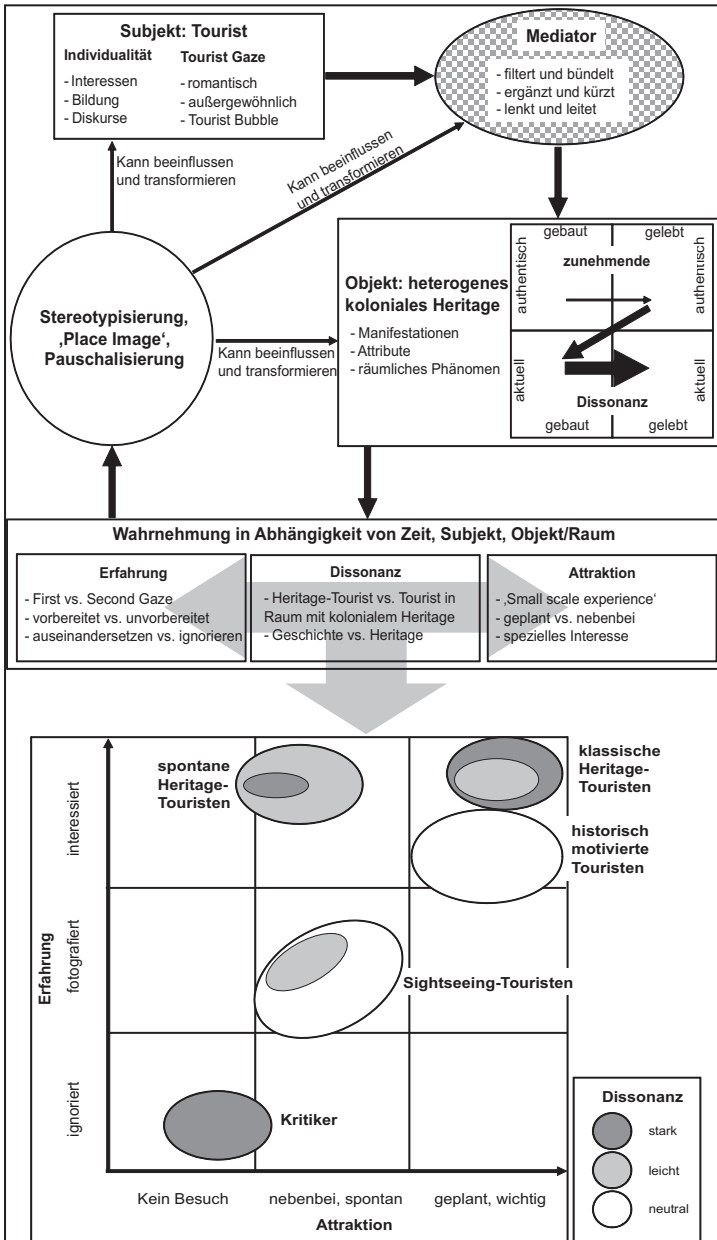 Subjekt: Tourist
Individualität
- Interessen
- Bildung
- Diskurse
Tourist Gaze
- romantisch
- außergewöhnlich
- Tourist Bubble
Mediator
- filtert und bündelt
- ergänzt und kürzt
- lenkt und leitet
Kann beeinflussen
und transformieren
Kann beeinflussen
und transformieren
Stereotypisierung,
‚Place Image‘,
Pauschalisierung
Kann beeinflussen
und transformieren
Objekt: heterogenes
koloniales Heritage
- Manifestationen
- Attribute
- räumliches Phänomen
gebaut
gelebt
authentisch
authentisch
zunehmende
aktuell
aktuell
Dissonanz
gebaut
gelebt
Wahrnehmung in Abhängigkeit von Zeit, Subjekt, Objekt/Raum
Erfahrung
- First vs. Second Gaze
- vorbereitet vs. unvorbereitet
- auseinandersetzen vs. ignorieren
Dissonanz
- Heritage-Tourist vs. Tourist in
Raum mit kolonialem Heritage
- Geschichte vs. Heritage
Attraktion
- ‚Small scale experience‘
- geplant vs. nebenbei
- spezielles Interesse
spontane
Heritage-
Touristen
klassische
Heritage-
Touristen
historisch
motivierte
Touristen
Sightseeing-Touristen
Kritiker
Erfahrung
interessiert
fotografiert
ignoriert
Kein Besuch
nebenbei, spontan
geplant, wichtig
Attraktion
Dissonanz
stark
leicht
neutral